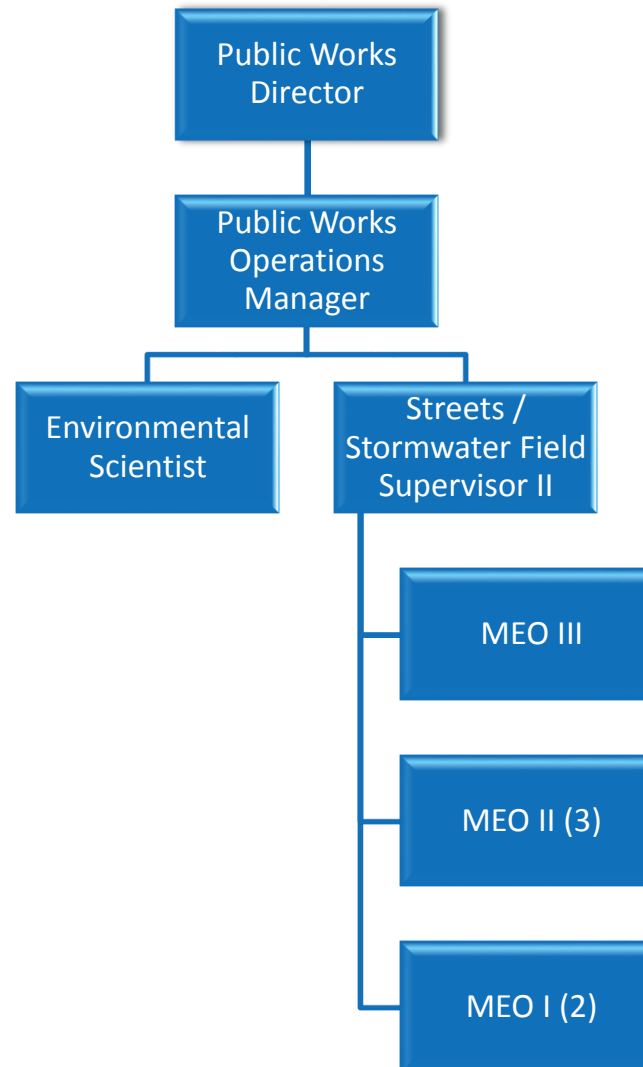 Public Works
Director
Public Works
Operations
Manager
Environmental
Scientist
Streets /
Stormwater Field
Supervisor II
MEO III
MEO II (3)
MEO I (2)